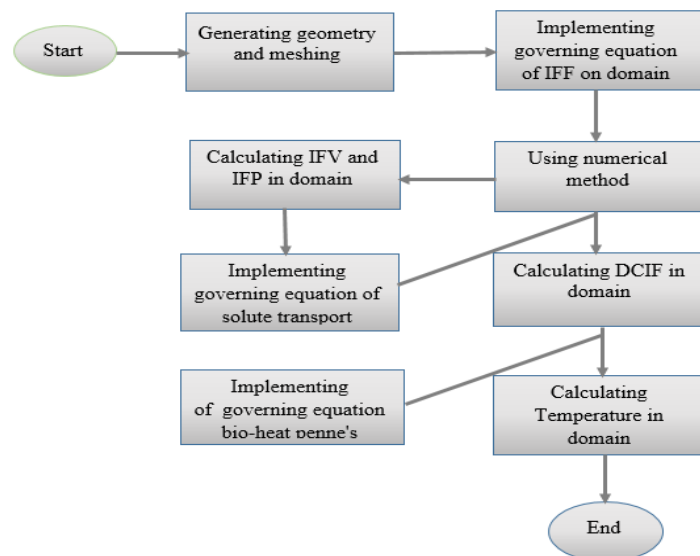 Start
Generating geometry
and meshing
Implementing
governing equation
of IFF on domain
Calculating IFV and
IFP in domain
Using numerical
method
Implementing
governing equation of
solute transport
Calculating DCIF in
domain
Implementing
of governing equation
bio-heat penne's
Calculating
Temperature in
domain
End